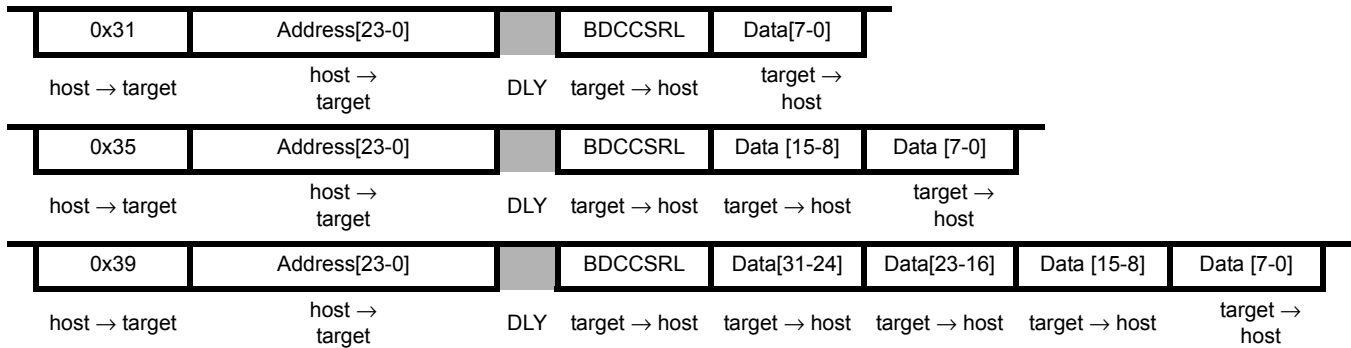 0x31 Address[23-0] BDCCSRL Data[7-0]
host → target host → target DLY target → host target → host
0x35 Address[23-0] BDCCSRL Data [15-8] Data [7-0]
host → target host → target DLY target → host target → host target → host
0x39 Address[23-0] BDCCSRL Data[31-24] Data[23-16] Data [15-8] Data [7-0]
host → target host → target DLY target → host target → host target → host target → host target → host